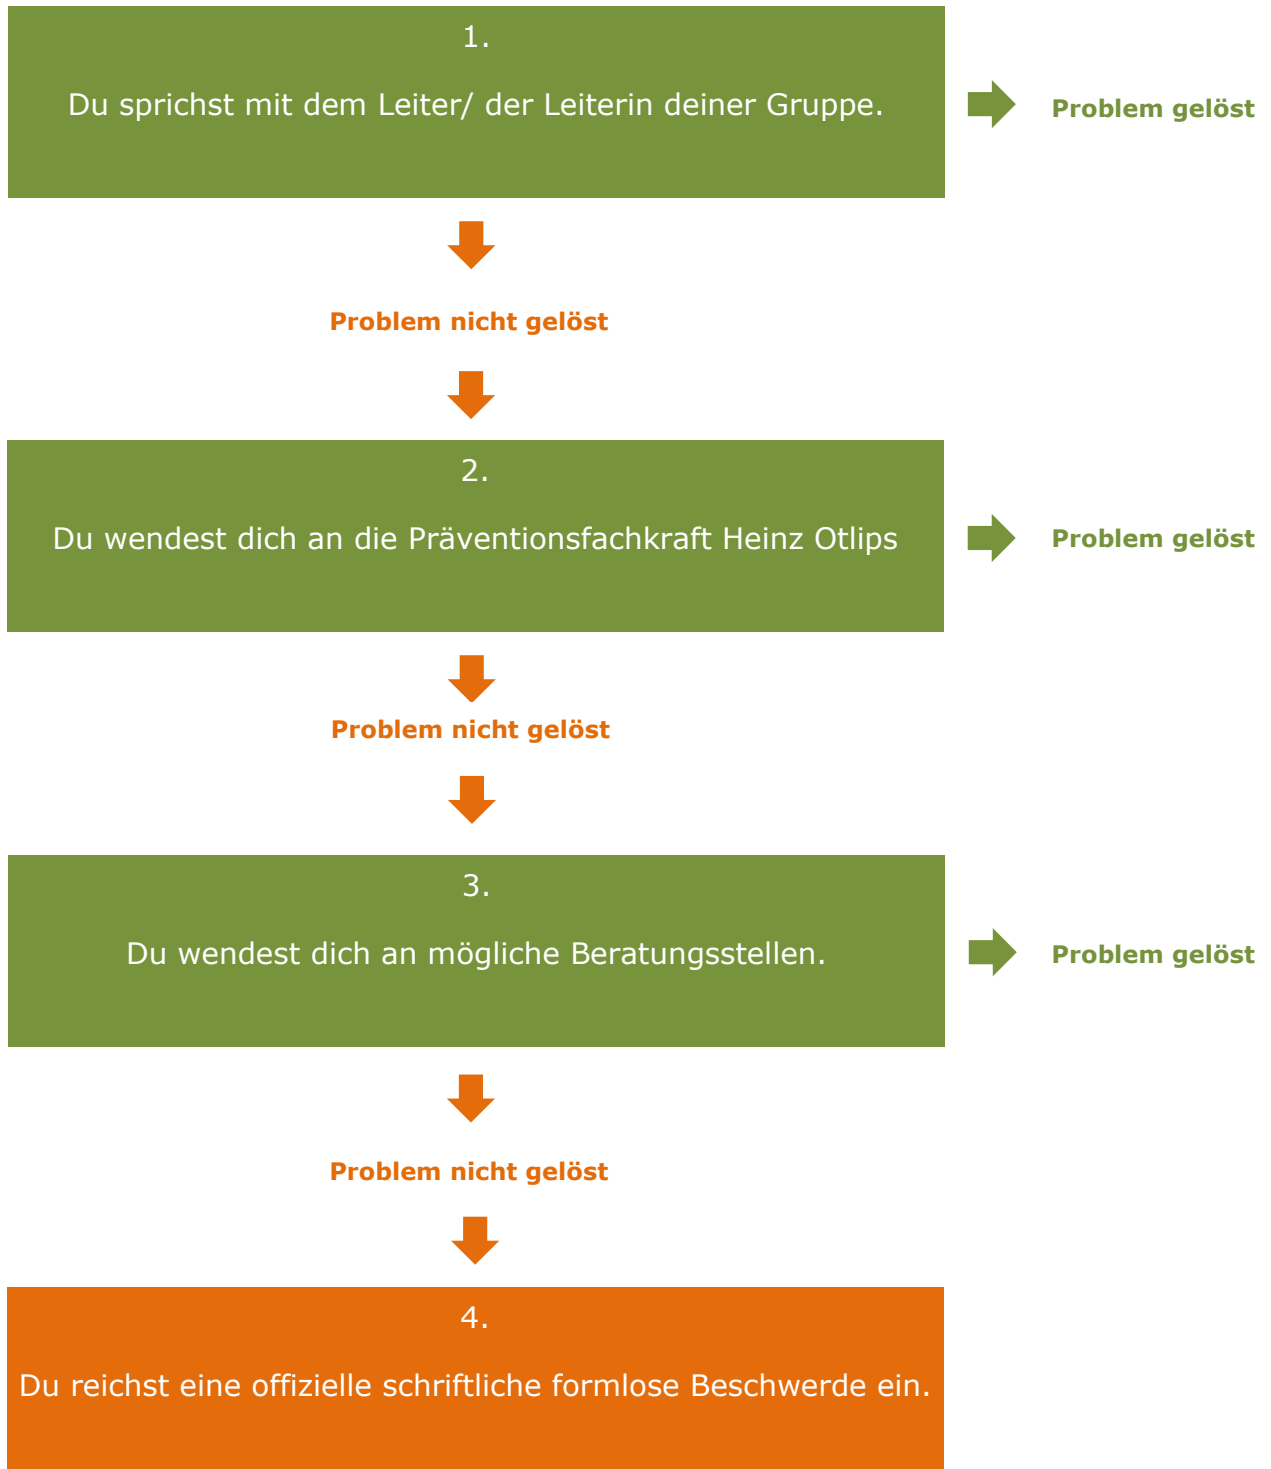 1.
Du sprichst mit dem Leiter/ der Leiterin deiner Gruppe.
Problem gelöst
Problem nicht gelöst
2.
Du wendest dich an die Präventionsfachkraft Heinz Otlips
Problem gelöst
Problem nicht gelöst
3.
Du wendest dich an mögliche Beratungsstellen.
Problem gelöst
Problem nicht gelöst
4.
Du reichst eine offizielle schriftliche formlose Beschwerde ein.